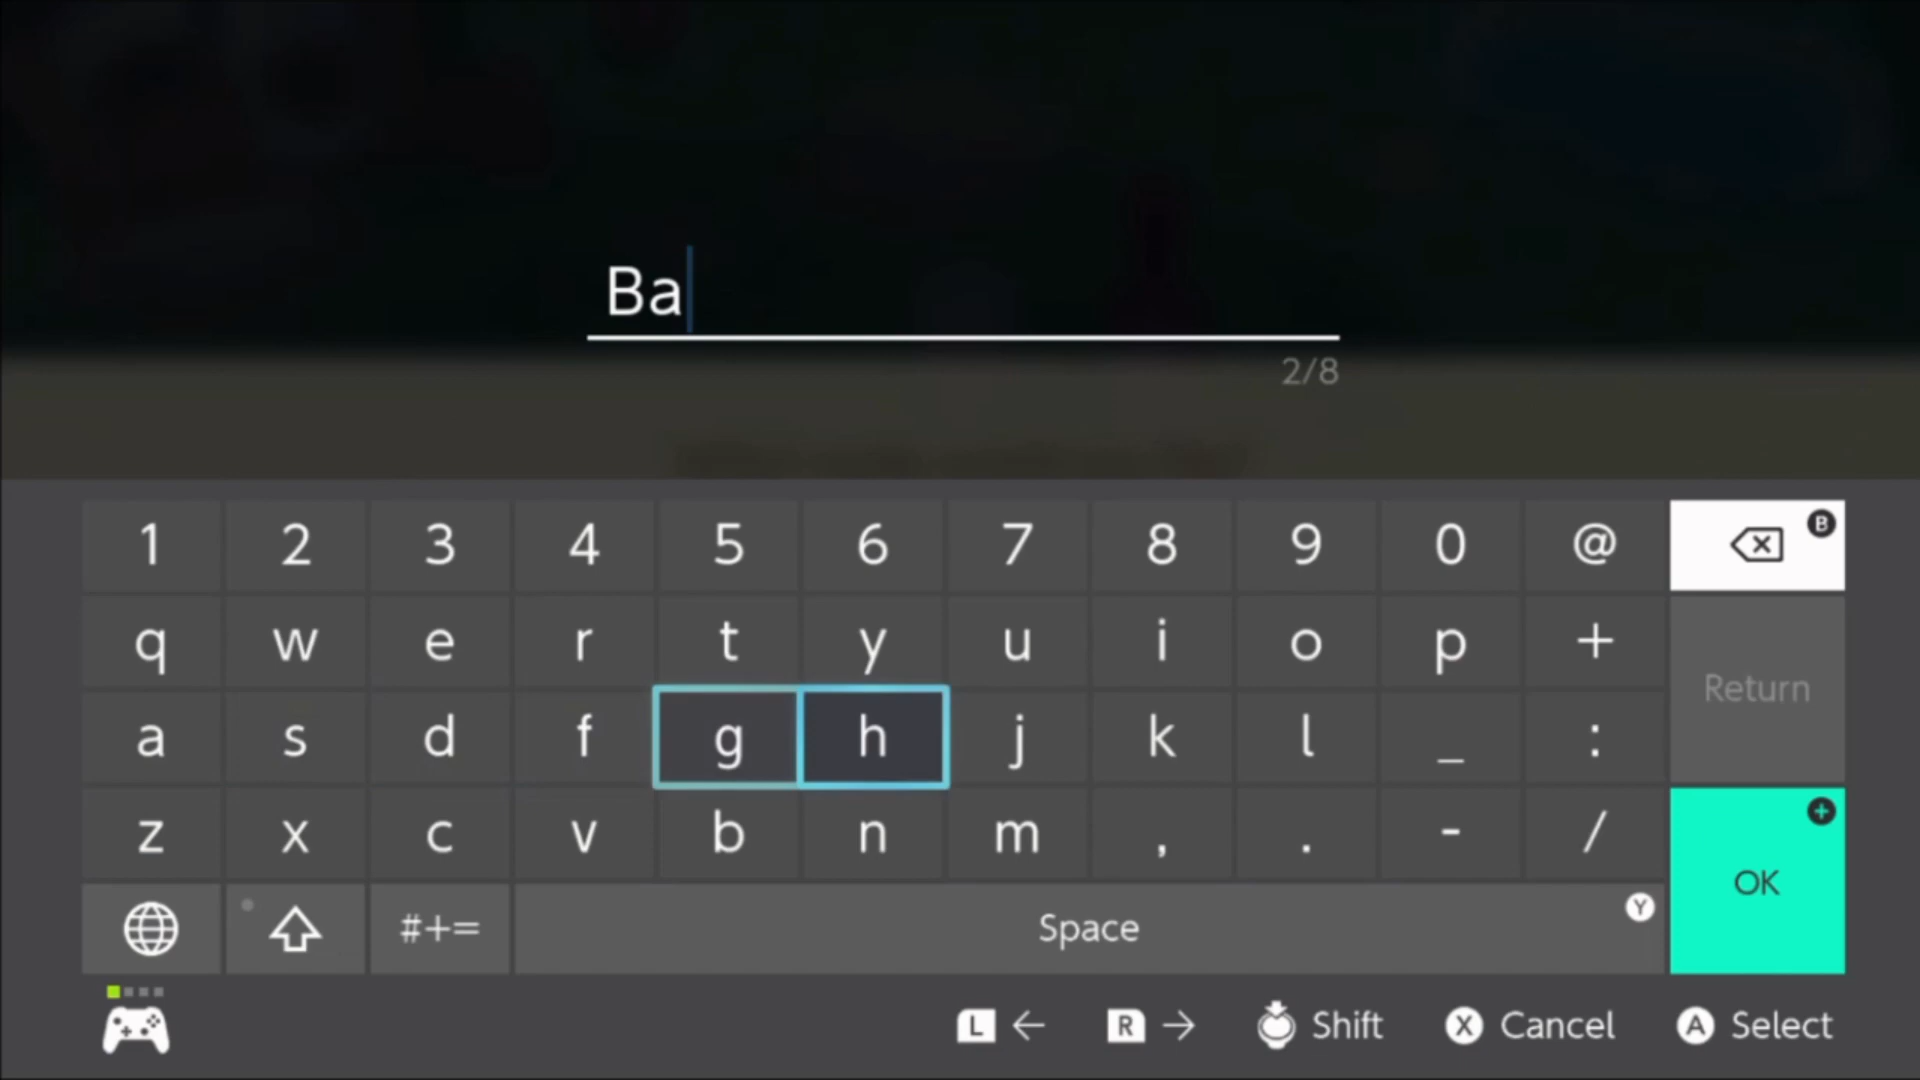 Ba
2/8
1 2 3 4 5 6 7 8 9 0 @ B
q w e r t y u i o p + Return
a s d f g h j k l _ :
z x c v b n m , . - / + OK
#+= Space Y
L ← R → Shift X Cancel A Select